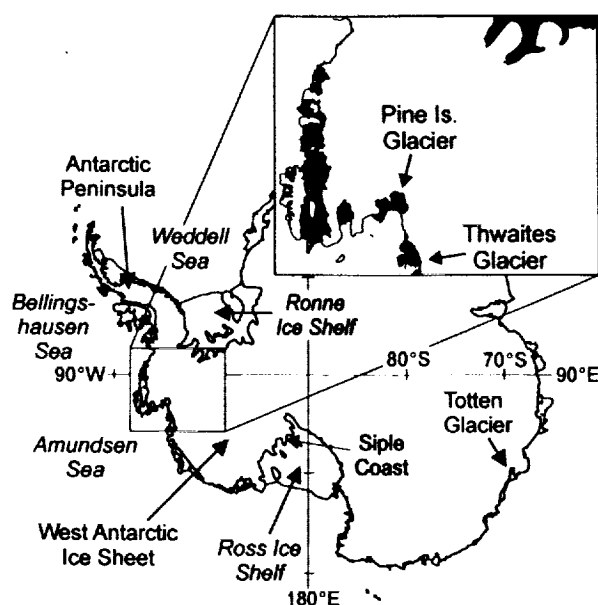 Pine Is.
Glacier
Thwaites
Glacier
Antarctic
Peninsula
Weddell
Sea
Bellings-
hausen
Sea
Ronne
Ice Shelf
90°W
80°S
70°S
90°E
Totten
Glacier
Amundsen
Sea
Siple
Coast
West Antarctic
Ice Sheet
Ross Ice
Shelf
180°E